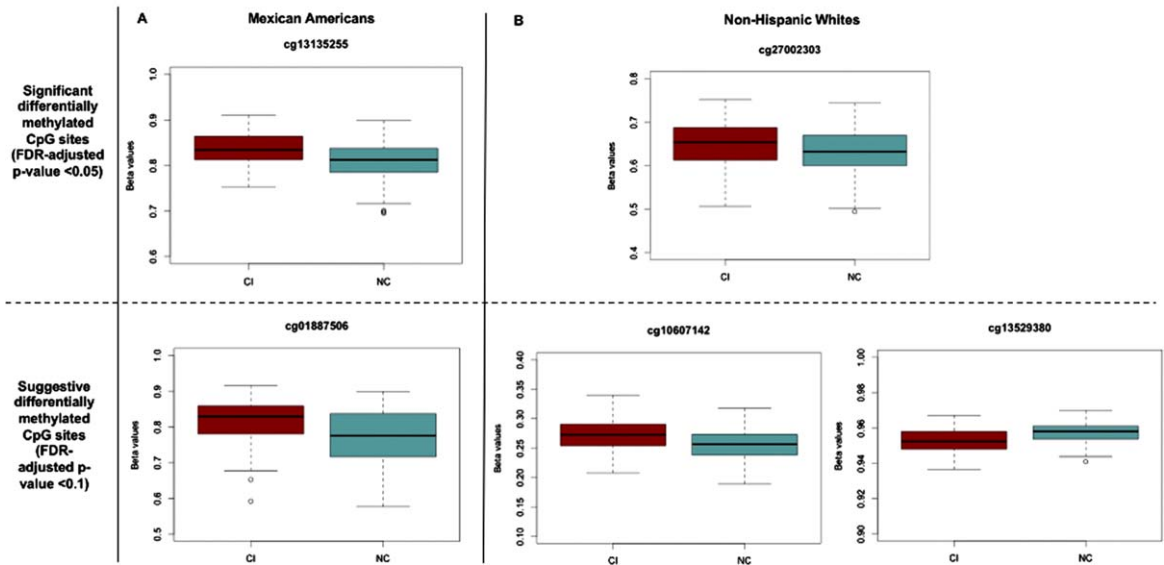 A
Mexican Americans
B
Non-Hispanic Whites
Significant
differentially
methylated
CpG sites
(FDR-adjusted
p-value <0.05)
cg13135255
Beta values
1.0
0.9
0.8
0.7
0.6
CI
NC
cg27002303
Beta values
0.8
0.7
0.6
0.5
0.4
CI
NC
Suggestive
differentially
methylated
CpG sites
(FDR-
adjusted p-
value <0.1)
cg01887506
Beta values
1.0
0.9
0.8
0.7
0.6
0.5
CI
NC
cg10607142
Beta values
0.40
0.35
0.30
0.25
0.20
0.15
0.10
CI
NC
cg13529380
Beta values
1.00
0.98
0.96
0.94
0.92
0.90
CI
NC